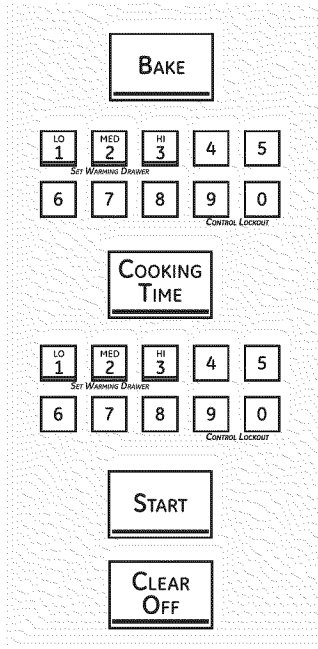 BAKE
LO MED HI
1 2 3 4 5
SET WARMING DRAWER
6 7 8 9 0
CONTROL LOCKOUT
COOKING
TIME
LO MED HI
1 2 3 4 5
SET WARMING DRAWER
6 7 8 9 0
CONTROL LOCKOUT
START
CLEAR
OFF